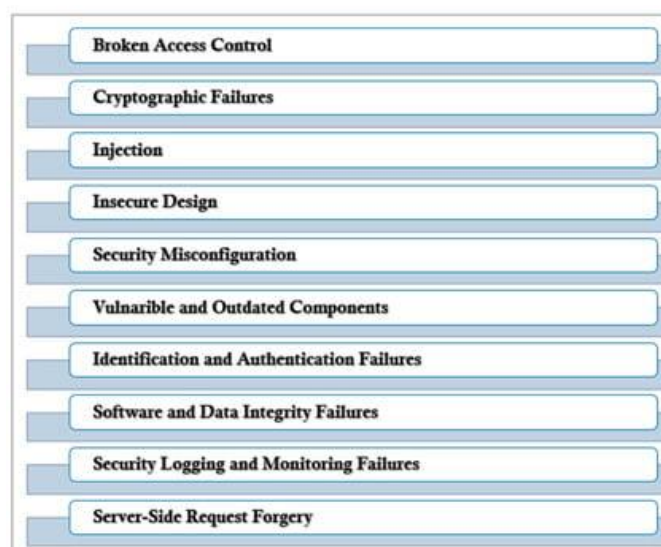 Broken Access Control
Cryptographic Failures
Injection
Insecure Design
Security Misconfiguration
Vulnarible and Outdated Components
Identification and Authentication Failures
Software and Data Integrity Failures
Security Logging and Monitoring Failures
Server-Side Request Forgery